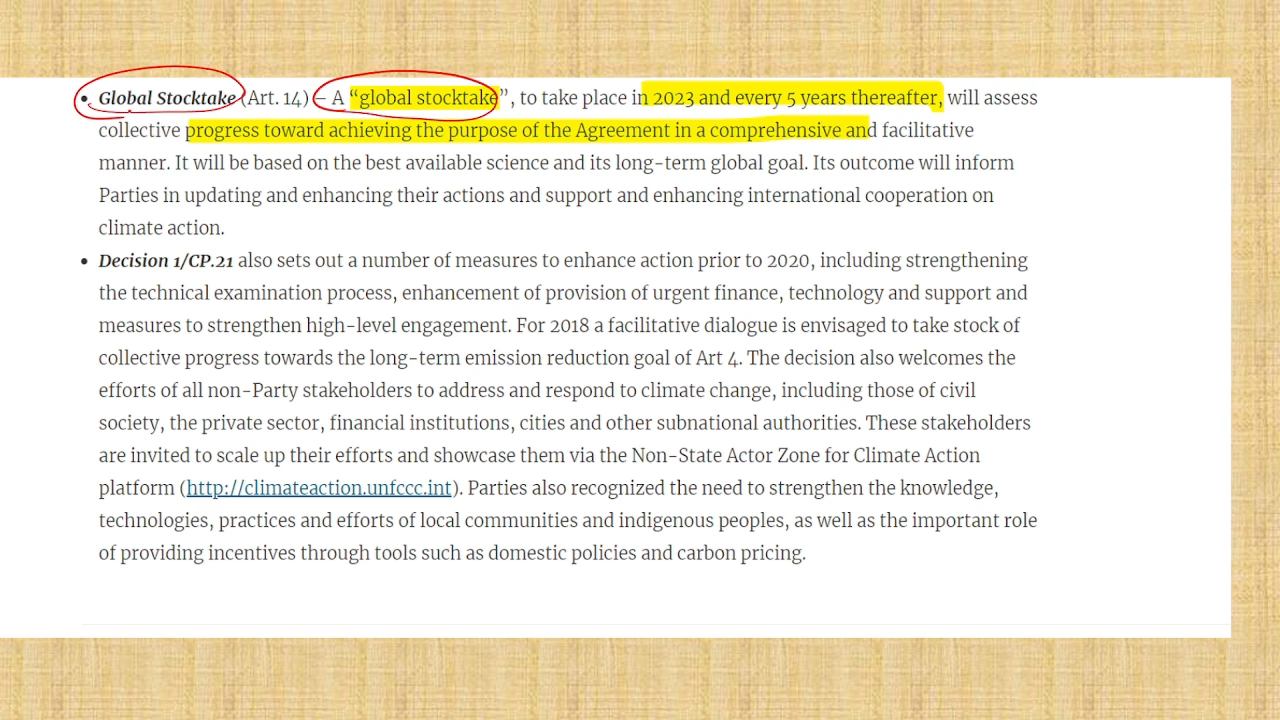 • Global Stocktake (Art. 14) – A “global stocktake”, to take place in 2023 and every 5 years thereafter, will assess
collective progress toward achieving the purpose of the Agreement in a comprehensive and facilitative
manner. It will be based on the best available science and its long-term global goal. Its outcome will inform
Parties in updating and enhancing their actions and support and enhancing international cooperation on
climate action.
• Decision 1/CP.21 also sets out a number of measures to enhance action prior to 2020, including strengthening
the technical examination process, enhancement of provision of urgent finance, technology and support and
measures to strengthen high-level engagement. For 2018 a facilitative dialogue is envisaged to take stock of
collective progress towards the long-term emission reduction goal of Art 4. The decision also welcomes the
efforts of all non-Party stakeholders to address and respond to climate change, including those of civil
society, the private sector, financial institutions, cities and other subnational authorities. These stakeholders
are invited to scale up their efforts and showcase them via the Non-State Actor Zone for Climate Action
platform (http://climateaction.unfccc.int). Parties also recognized the need to strengthen the knowledge,
technologies, practices and efforts of local communities and indigenous peoples, as well as the important role
of providing incentives through tools such as domestic policies and carbon pricing.